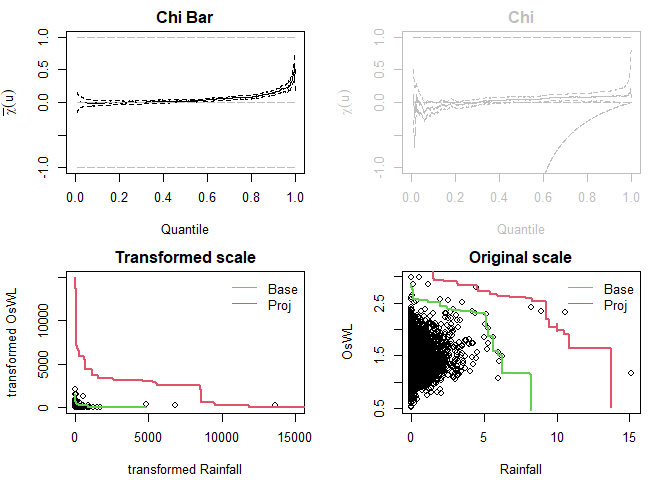 Chi Bar
χ̅(u)
1.0
0.5
0.0
-1.0
0.0 0.2 0.4 0.6 0.8 1.0
Quantile
Chi
χ(u)
1.0
0.5
0.0
-1.0
0.0 0.2 0.4 0.6 0.8 1.0
Quantile
Transformed scale
transformed OsWL
10000
5000
0
Base
Proj
0 5000 10000 15000
transformed Rainfall
Original scale
OsWL
2.5
1.5
0.5
Base
Proj
0 5 10 15
Rainfall